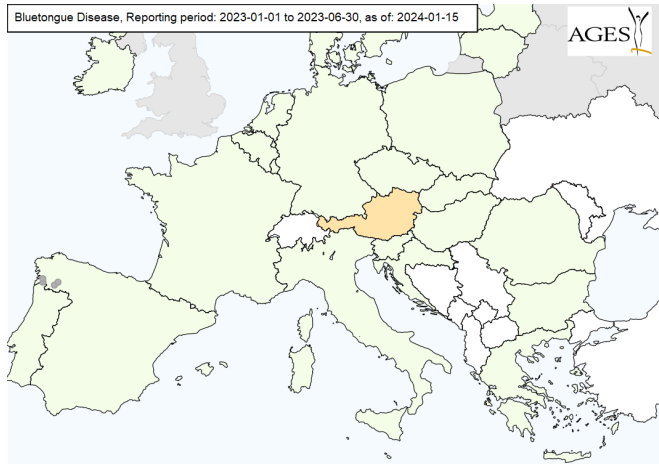 Bluetongue Disease, Reporting period: 2023-01-01 to 2023-06-30, as of: 2024-01-15
AGES